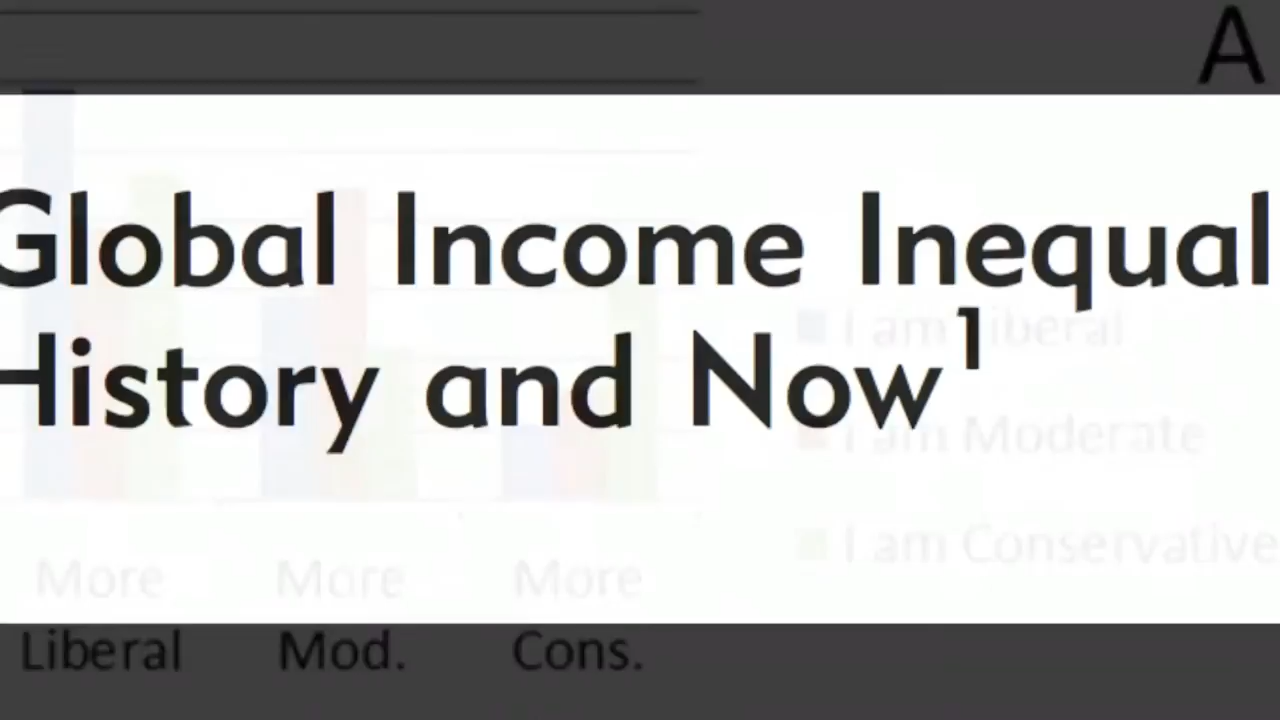 A
Global Income Inequal
History and Now¹
I am Liberal
I am Moderate
I am Conservative
More More More
Liberal Mod. Cons.